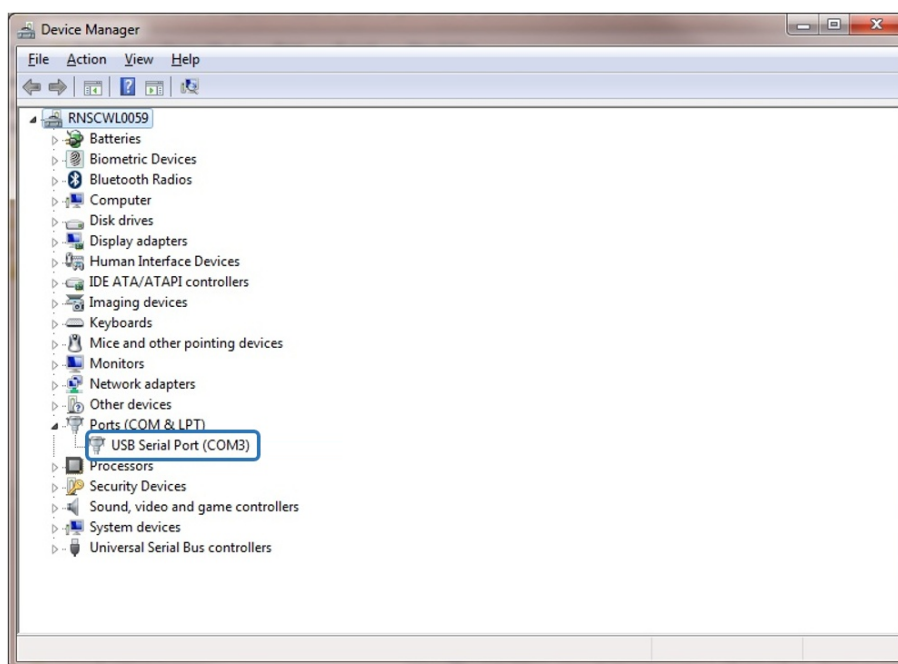 Device Manager
File Action View Help
RNSCWL0059
Batteries
Biometric Devices
Bluetooth Radios
Computer
Disk drives
Display adapters
Human Interface Devices
IDE ATA/ATAPI controllers
Imaging devices
Keyboards
Mice and other pointing devices
Monitors
Network adapters
Other devices
Ports (COM & LPT)
USB Serial Port (COM3)
Processors
Security Devices
Sound, video and game controllers
System devices
Universal Serial Bus controllers